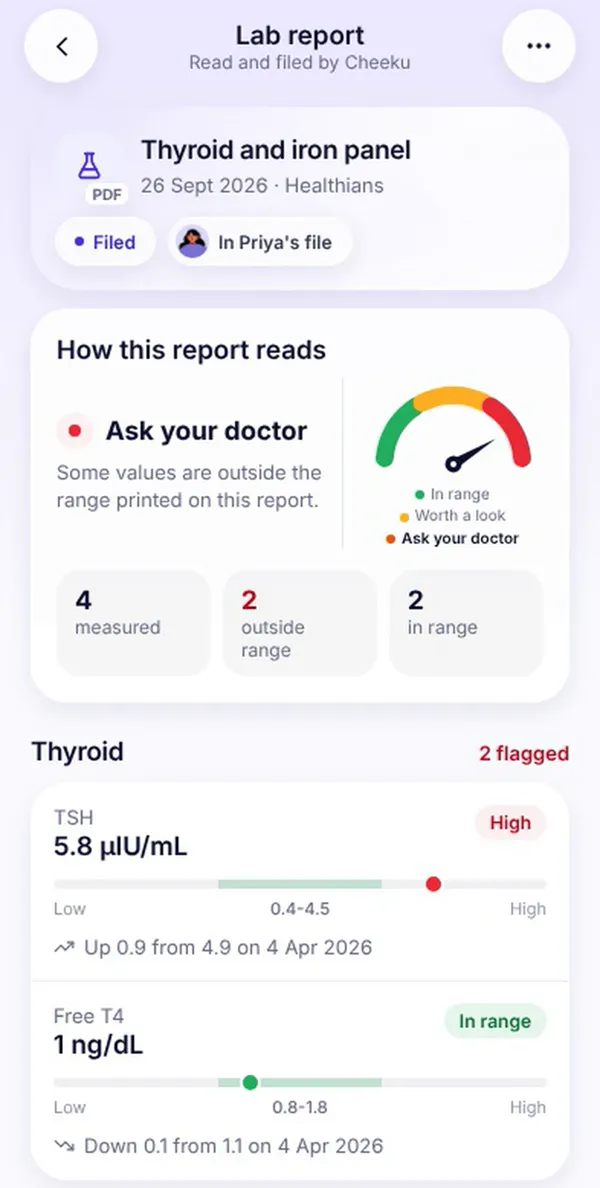 Lab report
Read and filed by Cheeku
Thyroid and iron panel
PDF
26 Sept 2026 · Healthians
Filed
In Priya's file
How this report reads
Ask your doctor
Some values are outside the
range printed on this report.
In range
Worth a look
Ask your doctor
4
measured
2
outside
range
2
in range
Thyroid
2 flagged
TSH
5.8 µIU/mL
High
Low
0.4-4.5
High
Up 0.9 from 4.9 on 4 Apr 2026
Free T4
1 ng/dL
In range
Low
0.8-1.8
High
Down 0.1 from 1.1 on 4 Apr 2026